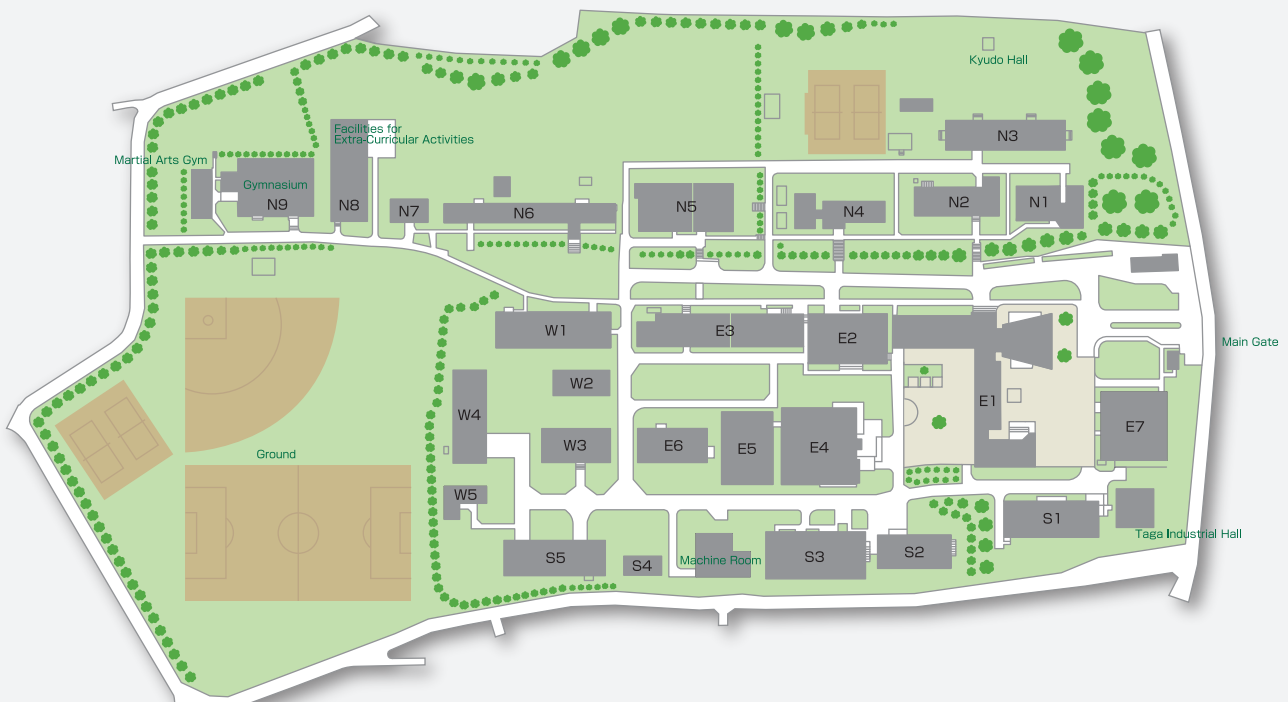 Kyudo Hall
Facilities for
Extra-Curricular Activities
N3
Martial Arts Gym
Gymnasium
N9
N8
N7
N6
N5
N4
N2
N1
W1
E3
E2
Main Gate
W2
E1
W4
W3
E6
E5
E4
E7
Ground
W5
S1
Taga Industrial Hall
S5
S4
Machine Room
S3
S2